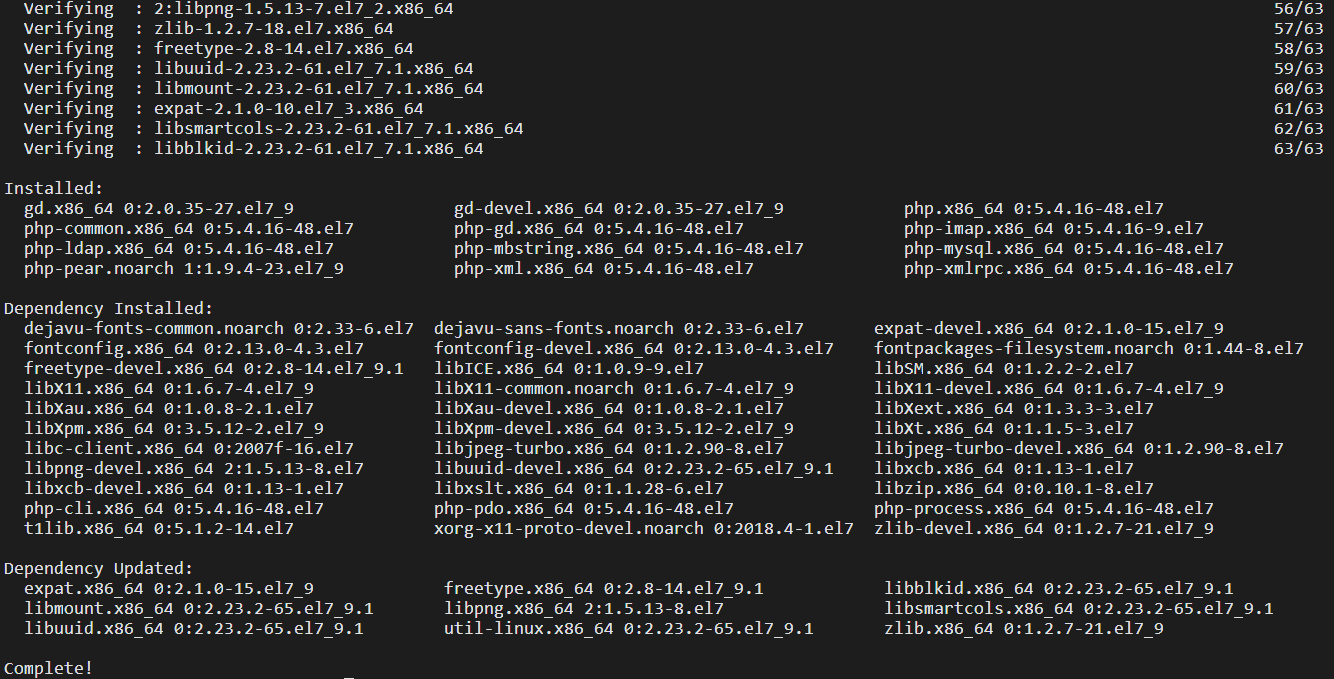 Verifying  : 2:libpng-1.5.13-7.el7_2.x86_64 56/63
Verifying  : zlib-1.2.7-18.el7.x86_64 57/63
Verifying  : freetype-2.8-14.el7.x86_64 58/63
Verifying  : libuuid-2.23.2-61.el7_7.1.x86_64 59/63
Verifying  : libmount-2.23.2-61.el7_7.1.x86_64 60/63
Verifying  : expat-2.1.0-10.el7_3.x86_64 61/63
Verifying  : libsmartcols-2.23.2-61.el7_7.1.x86_64 62/63
Verifying  : libblkid-2.23.2-61.el7_7.1.x86_64 63/63
Installed:
gd.x86_64 0:2.0.35-27.el7_9 gd-devel.x86_64 0:2.0.35-27.el7_9 php.x86_64 0:5.4.16-48.el7
php-common.x86_64 0:5.4.16-48.el7 php-gd.x86_64 0:5.4.16-48.el7 php-imap.x86_64 0:5.4.16-9.el7
php-ldap.x86_64 0:5.4.16-48.el7 php-mbstring.x86_64 0:5.4.16-48.el7 php-mysql.x86_64 0:5.4.16-48.el7
php-pear.noarch 1:1.9.4-23.el7_9 php-xml.x86_64 0:5.4.16-48.el7 php-xmlrpc.x86_64 0:5.4.16-48.el7
Dependency Installed:
dejavu-fonts-common.noarch 0:2.33-6.el7 dejavu-sans-fonts.noarch 0:2.33-6.el7 expat-devel.x86_64 0:2.1.0-15.el7_9
fontconfig.x86_64 0:2.13.0-4.3.el7 fontconfig-devel.x86_64 0:2.13.0-4.3.el7 fontpackages-filesystem.noarch 0:1.44-8.el7
freetype-devel.x86_64 0:2.8-14.el7_9.1 libICE.x86_64 0:1.0.9-9.el7 libSM.x86_64 0:1.2.2-2.el7
libX11.x86_64 0:1.6.7-4.el7_9 libX11-common.noarch 0:1.6.7-4.el7_9 libX11-devel.x86_64 0:1.6.7-4.el7_9
libXau.x86_64 0:1.0.8-2.1.el7 libXau-devel.x86_64 0:1.0.8-2.1.el7 libXext.x86_64 0:1.3.3-3.el7
libXpm.x86_64 0:3.5.12-2.el7_9 libXpm-devel.x86_64 0:3.5.12-2.el7_9 libXt.x86_64 0:1.1.5-3.el7
libc-client.x86_64 0:2007f-16.el7 libjpeg-turbo.x86_64 0:1.2.90-8.el7 libjpeg-turbo-devel.x86_64 0:1.2.90-8.el7
libpng-devel.x86_64 2:1.5.13-8.el7 libuuid-devel.x86_64 0:2.23.2-65.el7_9.1 libxcb.x86_64 0:1.13-1.el7
libxcb-devel.x86_64 0:1.13-1.el7 libxslt.x86_64 0:1.1.28-6.el7 libzip.x86_64 0:0.10.1-8.el7
php-cli.x86_64 0:5.4.16-48.el7 php-pdo.x86_64 0:5.4.16-48.el7 php-process.x86_64 0:5.4.16-48.el7
t1lib.x86_64 0:5.1.2-14.el7 xorg-x11-proto-devel.noarch 0:2018.4-1.el7 zlib-devel.x86_64 0:1.2.7-21.el7_9
Dependency Updated:
expat.x86_64 0:2.1.0-15.el7_9 freetype.x86_64 0:2.8-14.el7_9.1 libblkid.x86_64 0:2.23.2-65.el7_9.1
libmount.x86_64 0:2.23.2-65.el7_9.1 libpng.x86_64 2:1.5.13-8.el7 libsmartcols.x86_64 0:2.23.2-65.el7_9.1
libuuid.x86_64 0:2.23.2-65.el7_9.1 util-linux.x86_64 0:2.23.2-65.el7_9.1 zlib.x86_64 0:1.2.7-21.el7_9
Complete!